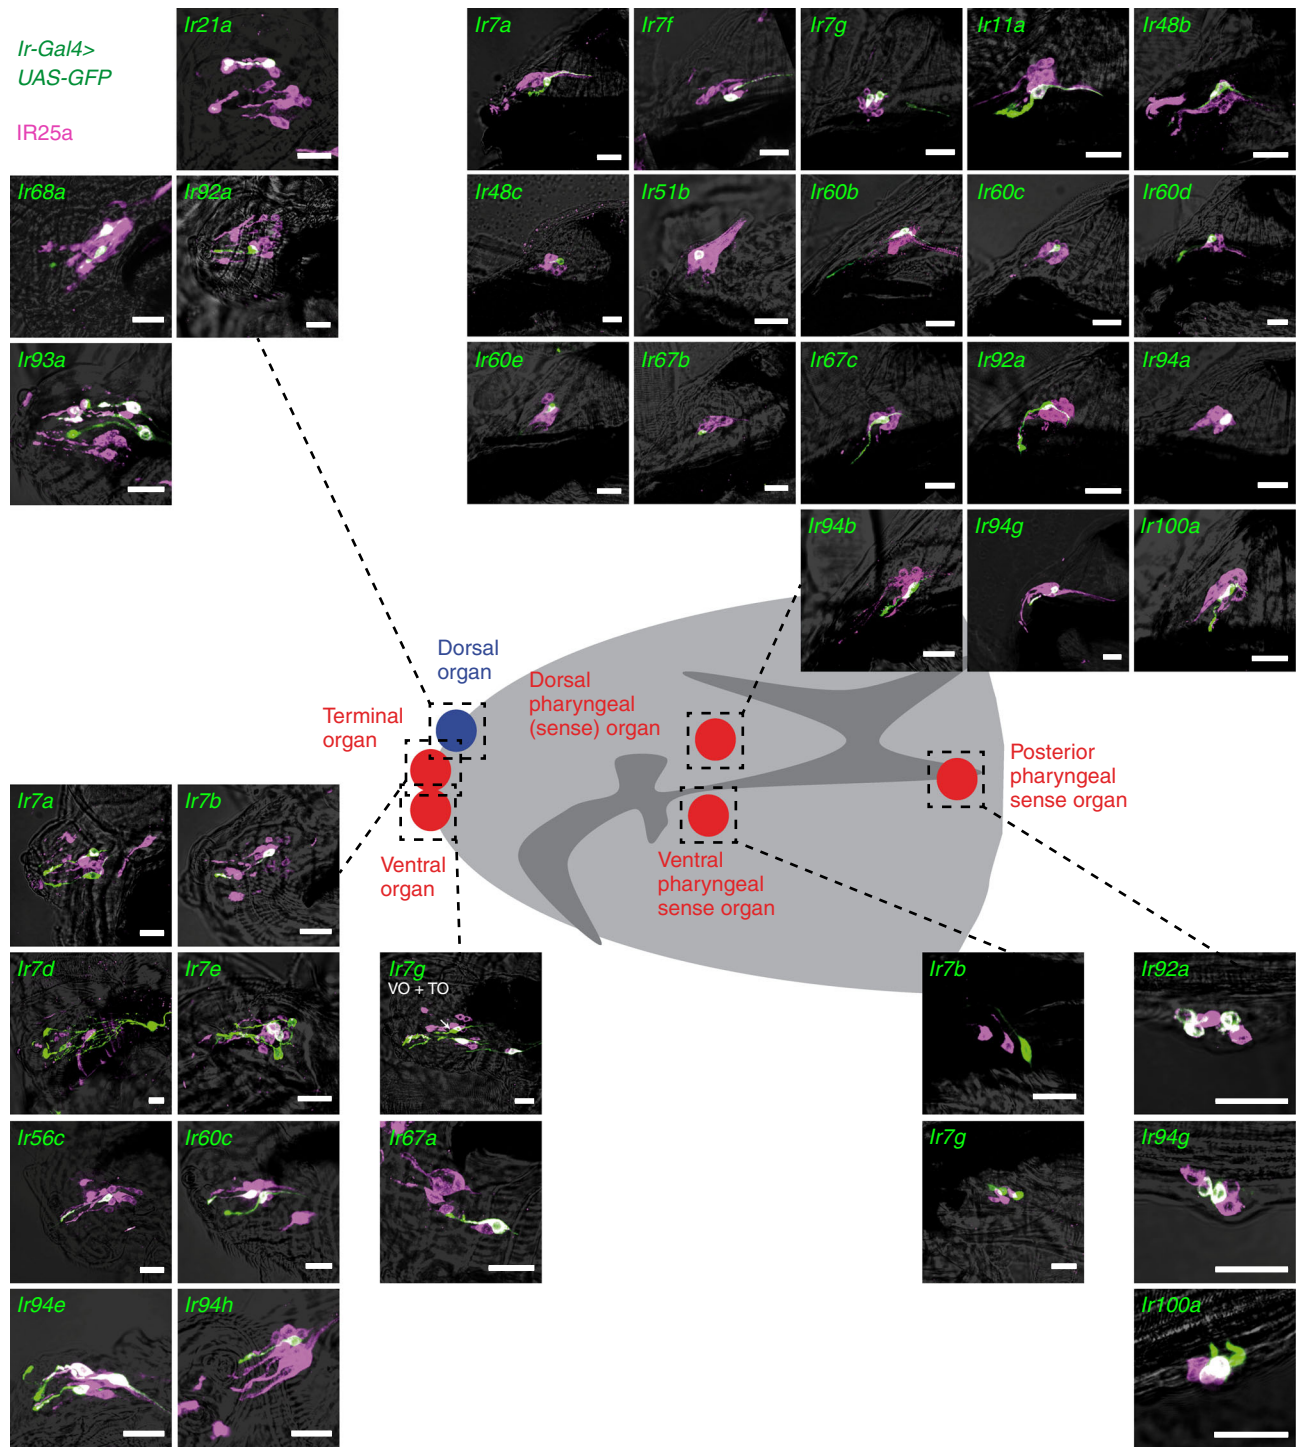 Ir-Gal4>
UAS-GFP
IR25a
Ir21a
Ir68a
Ir92a
Ir93a
Ir7a
Ir7f
Ir7g
Ir11a
Ir48b
Ir48c
Ir51b
Ir60b
Ir60c
Ir60d
Ir60e
Ir67b
Ir67c
Ir92a
Ir94a
Ir94b
Ir94g
Ir100a
Dorsal
organ
Terminal
organ
Ventral
organ
Dorsal
pharyngeal
(sense) organ
Ventral
pharyngeal
sense organ
Posterior
pharyngeal
sense organ
Ir7a
Ir7b
Ir7d
Ir7e
Ir56c
Ir60c
Ir94e
Ir94h
Ir7g
VO + TO
Ir67a
Ir7b
Ir7g
Ir92a
Ir94g
Ir100a